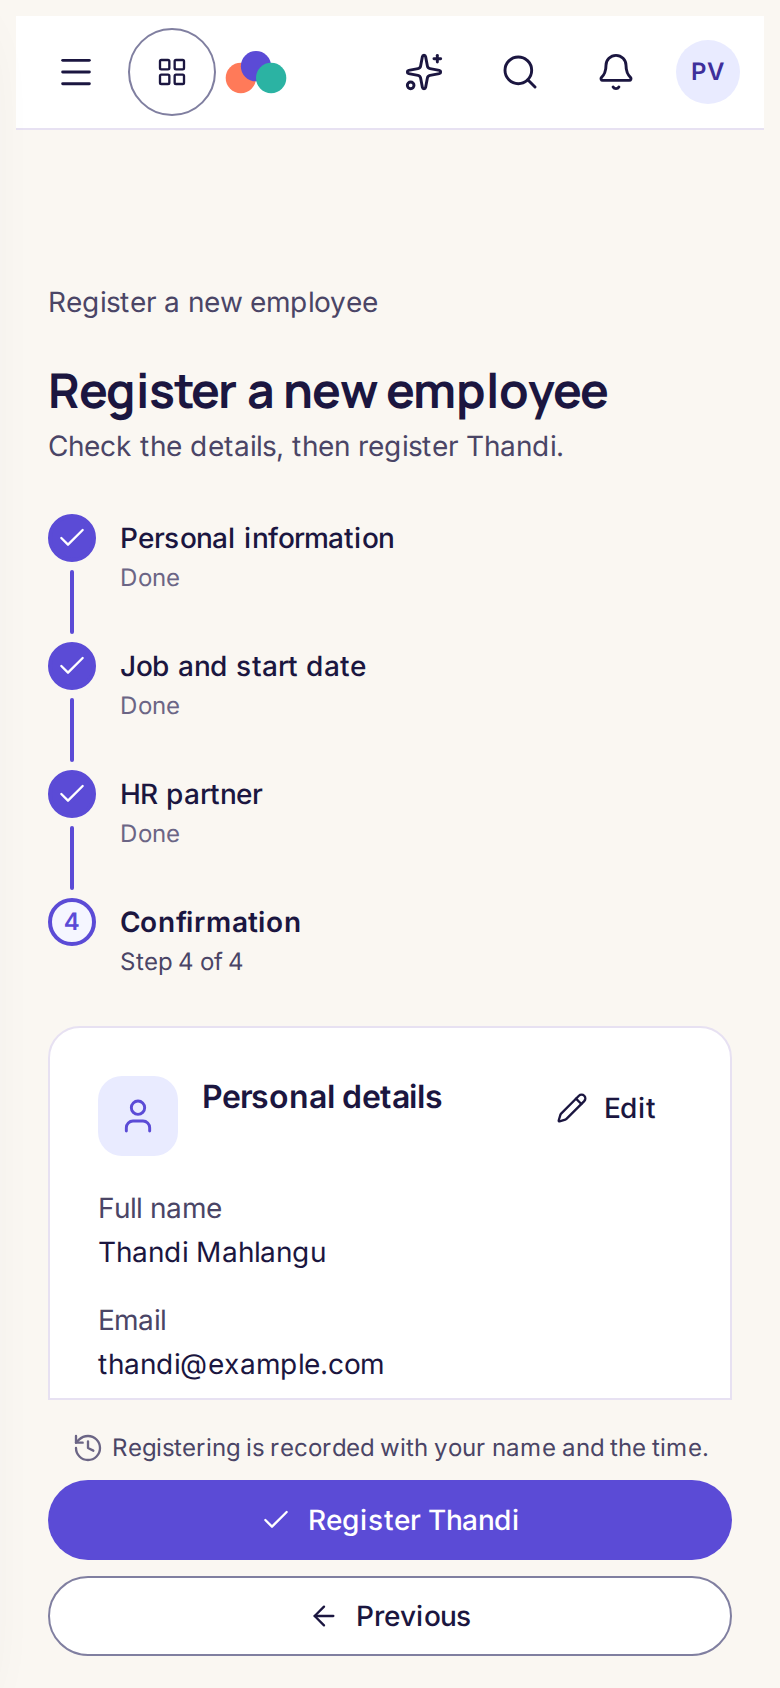 PV
Register a new employee
Register a new employee
Check the details, then register Thandi.
Personal information
Done
Job and start date
Done
HR partner
Done
4
Confirmation
Step 4 of 4
Personal details
Edit
Full name
Thandi Mahlangu
Email
thandi@example.com
Registering is recorded with your name and the time.
Register Thandi
Previous